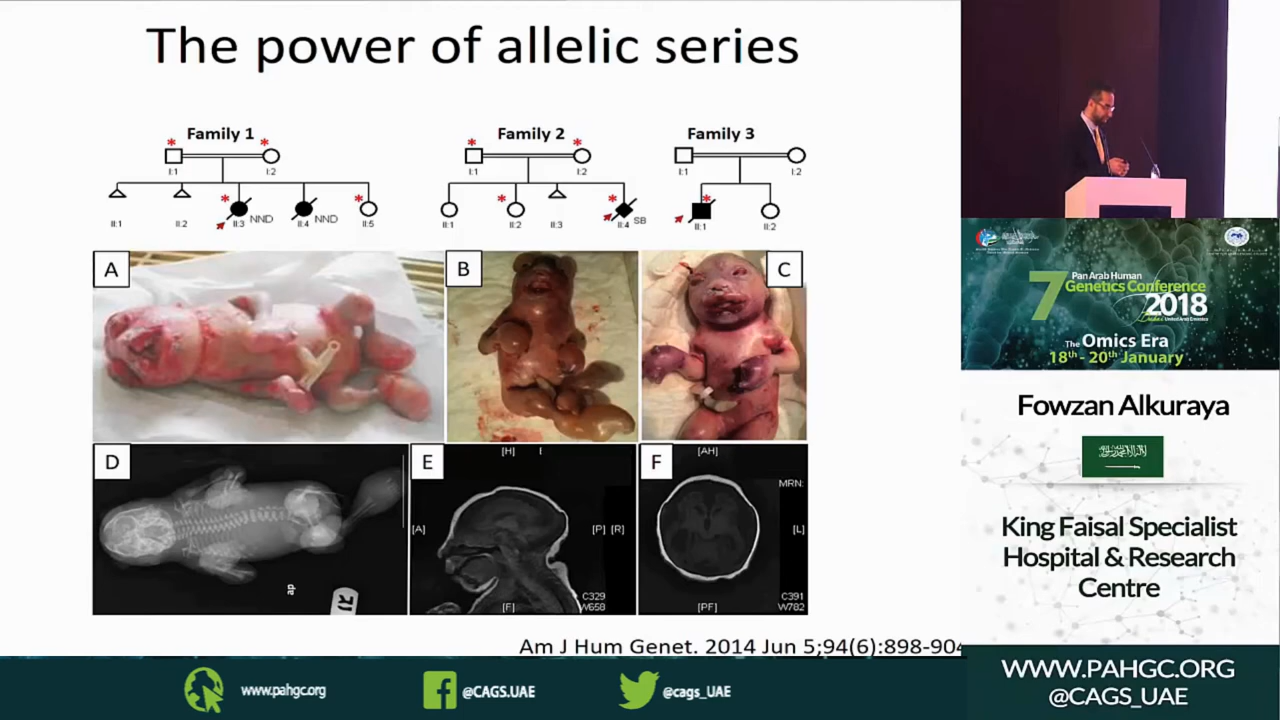 The power of allelic series
Family 1
* *
I:1 I:2
* *
II:1 II:2 II:3 NND II:4 NND II:5
Family 2
* *
I:1 I:2
* *
II:1 II:2 II:3 II:4 SB
Family 3
I:1 I:2
*
II:1 II:2
A B C
D E F
ap
[H]
[A] [P] [R]
[F]
C329
W658
[AH]
MRN:
[L]
[PF]
C391
W782
Am J Hum Genet. 2014 Jun 5;94(6):898-904
7 Pan Arab Human
Genetics Conference
2018
The Omics Era
18th - 20th January
Fowzan Alkuraya
King Faisal Specialist
Hospital & Research
Centre
www.pahgc.org
@CAGS.UAE
@cags_UAE
WWW.PAHGC.ORG
@CAGS_UAE